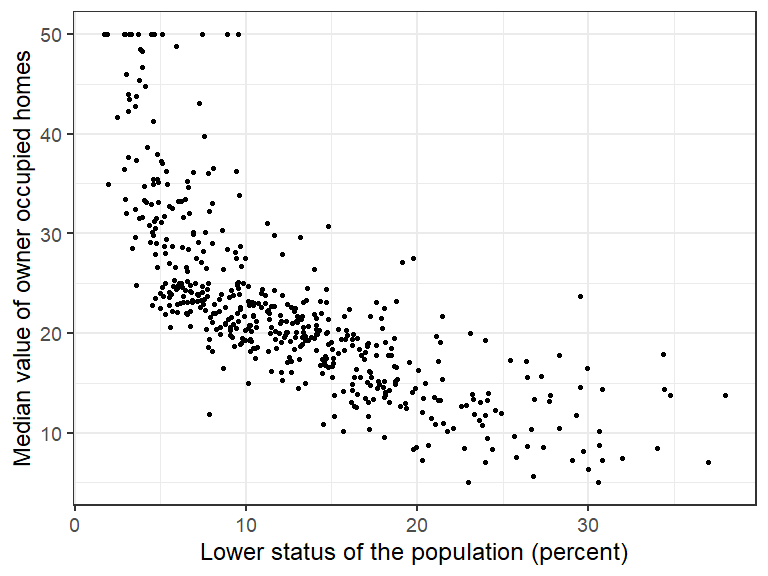 50
40
30
20
10
Median value of owner occupied homes
0 10 20 30
Lower status of the population (percent)